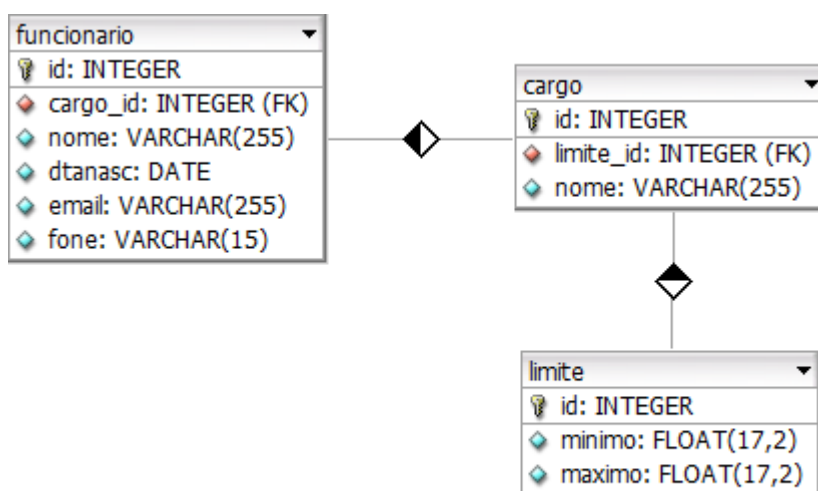 funcionario
id: INTEGER
cargo_id: INTEGER (FK)
nome: VARCHAR(255)
dtanasc: DATE
email: VARCHAR(255)
fone: VARCHAR(15)
cargo
id: INTEGER
limite_id: INTEGER (FK)
nome: VARCHAR(255)
limite
id: INTEGER
minimo: FLOAT(17,2)
maximo: FLOAT(17,2)